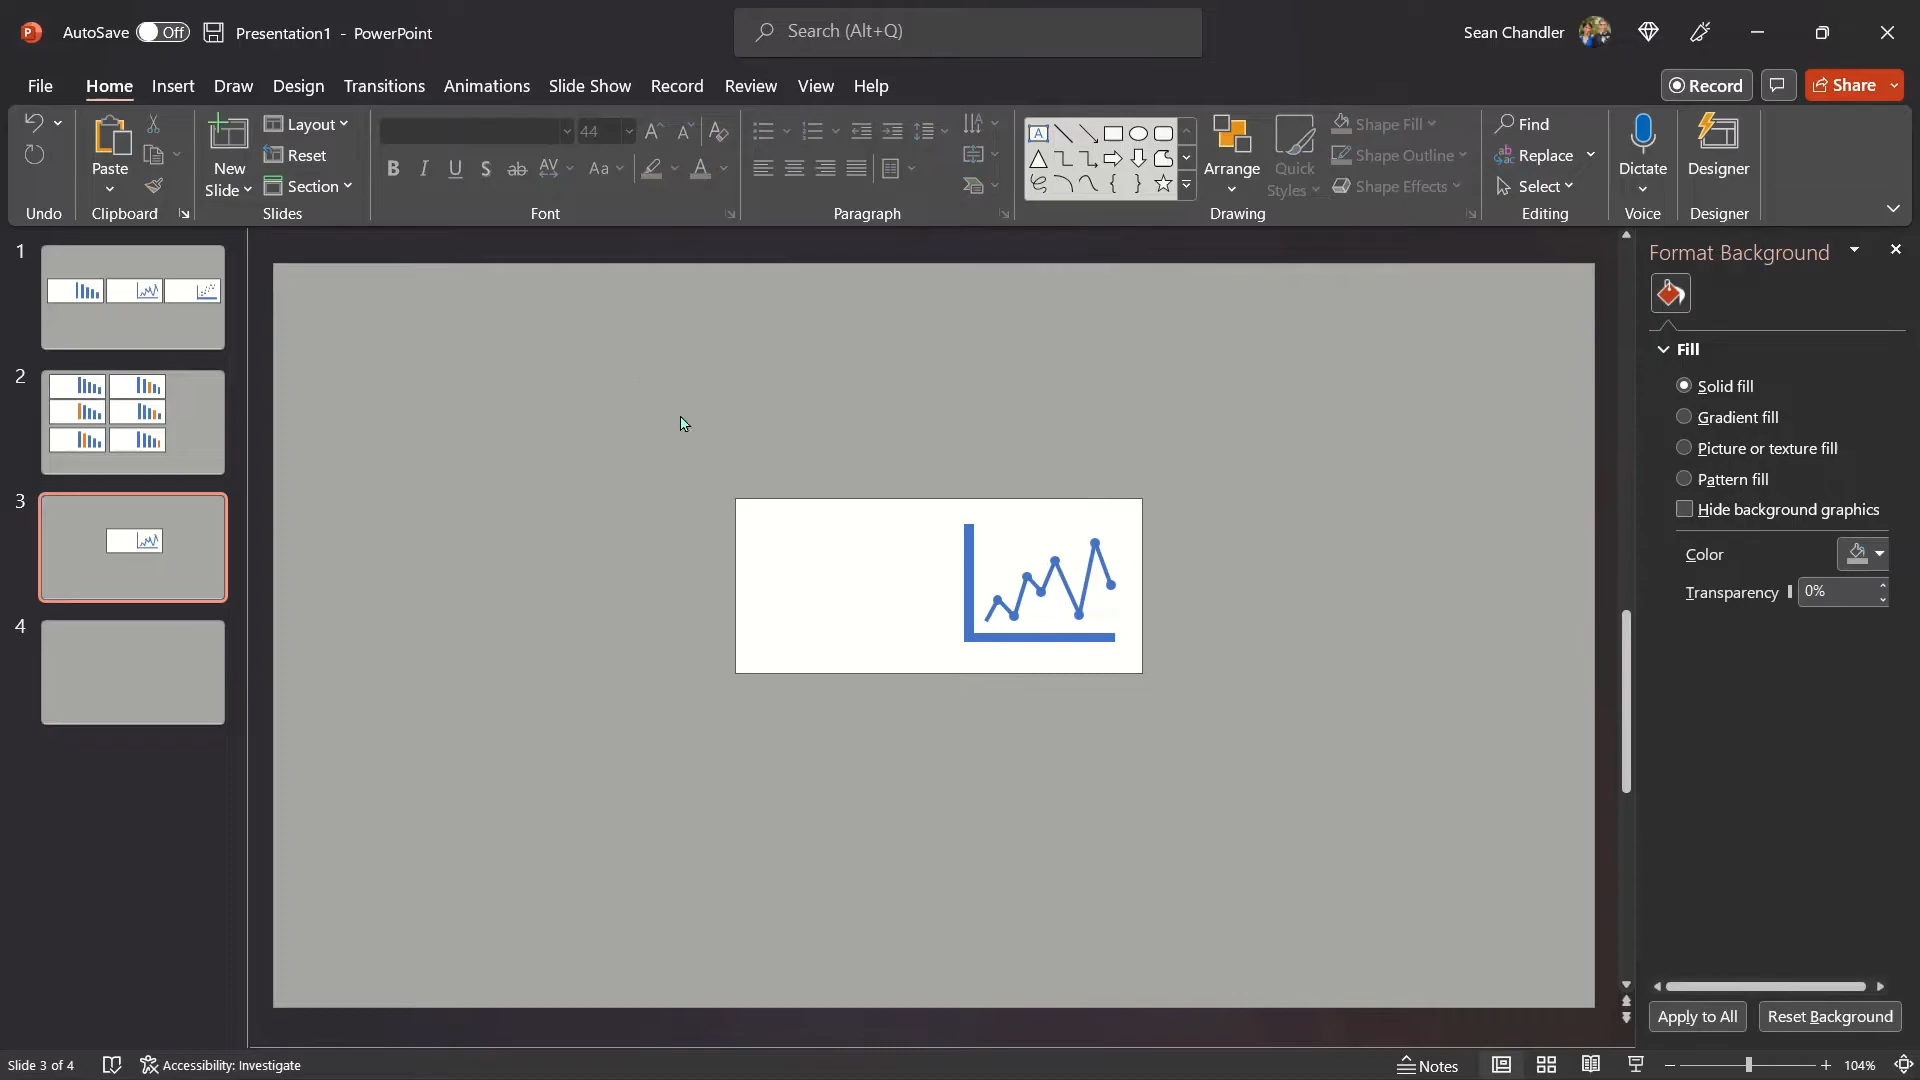 AutoSave Off Presentation1 - PowerPoint Search (Alt+Q) Sean Chandler
File Home Insert Draw Design Transitions Animations Slide Show Record Review View Help Record Share
Undo
Paste
Clipboard
New Slide
Layout
Reset
Section
Slides
44
B I U S ab AV Aa A
Font
Paragraph
A
Arrange
Quick Styles
Shape Fill
Shape Outline
Shape Effects
Drawing
Find
Replace
Select
Editing
Dictate
Voice
Designer
Designer
1
2
3
4
Format Background
Fill
Solid fill
Gradient fill
Picture or texture fill
Pattern fill
Hide background graphics
Color
Transparency 0%
Apply to All Reset Background
Slide 3 of 4 Accessibility: Investigate Notes 104%